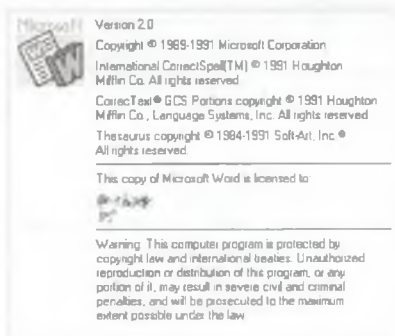 Microsoft
Version 2.0
Copyright © 1989-1991 Microsoft Corporation
International CorrectSpell[TM] © 1991 Houghton
Mifflin Co. All rights reserved.
CorrecText® GCS Portions copyright © 1991 Houghton
Mifflin Co., Language Systems, Inc. All rights reserved.
Thesaurus copyright © 1984-1991 Soft-Art, Inc.®
All rights reserved.
This copy of Microsoft Word is licensed to:
Warning: This computer program is protected by
copyright law and international treaties. Unauthorized
reproduction or distribution of this program, or any
portion of it, may result in severe civil and criminal
penalties, and will be prosecuted to the maximum
extent possible under the law.